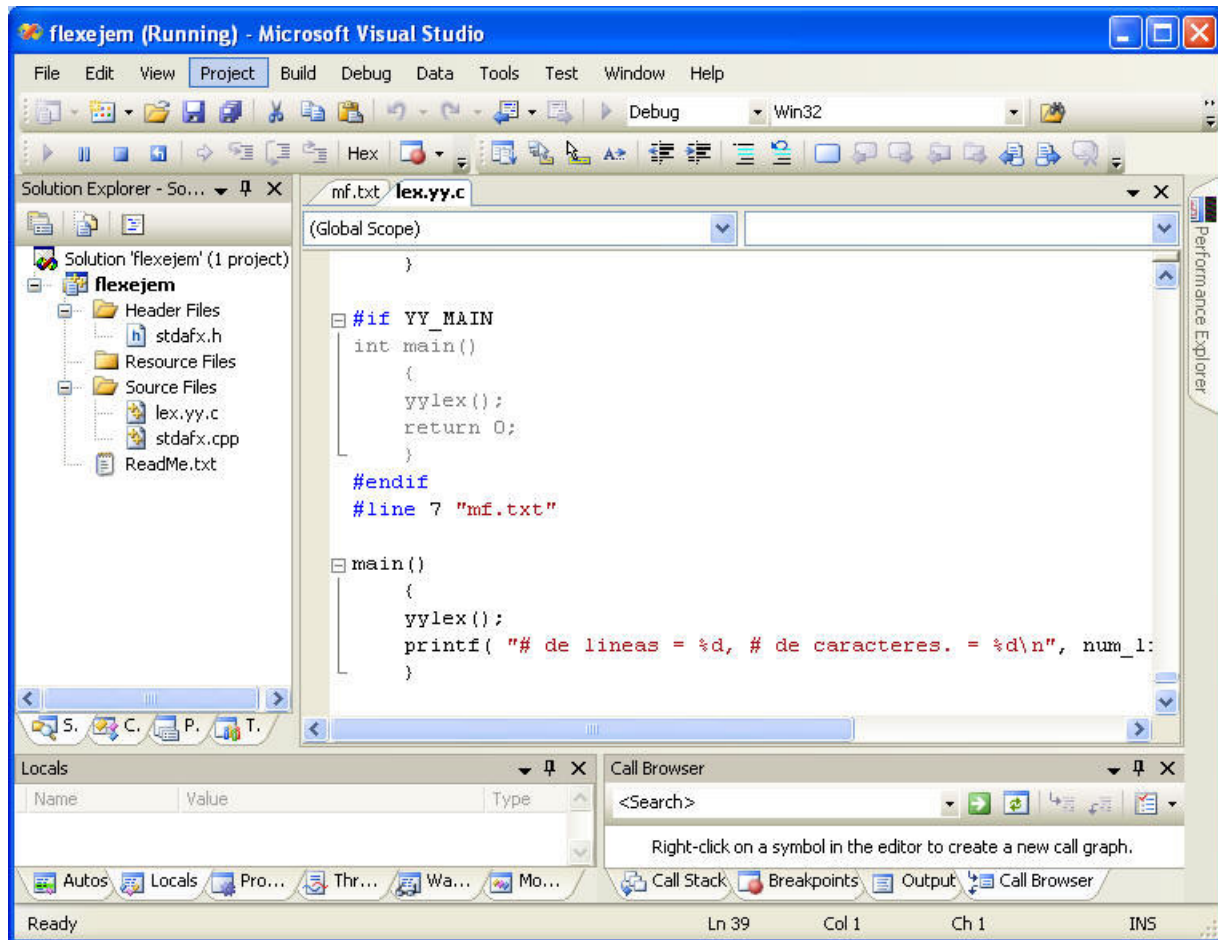 flexejem (Running) - Microsoft Visual Studio
File Edit View Project Build Debug Data Tools Test Window Help
Debug Win32
Hex
Solution Explorer - So...
mf.txt lex.yy.c
(Global Scope)
Solution 'flexejem' (1 project)
flexejem
Header Files
stdafx.h
Resource Files
Source Files
lex.yy.c
stdafx.cpp
ReadMe.txt
S. C. P. T.
}
#if YY_MAIN
int main()
{
yylex();
return 0;
}
#endif
#line 7 "mf.txt"
main()
{
yylex();
printf( "# de lineas = %d, # de caracteres. = %d\n", num_li
}
Performance Explorer
Locals
Name Value Type
Autos Locals Pro... Thr... Wa... Mo...
Call Browser
<Search>
Right-click on a symbol in the editor to create a new call graph.
Call Stack Breakpoints Output Call Browser
Ready Ln 39 Col 1 Ch 1 INS